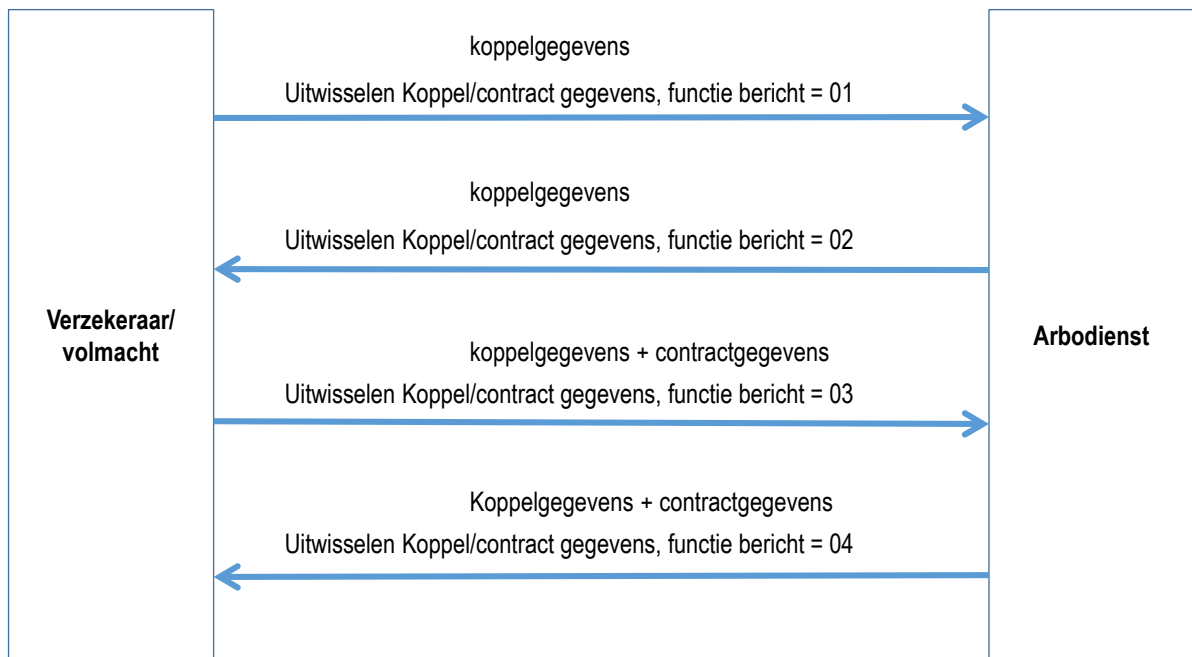 koppelgegevens
Uitwisselen Koppel/contract gegevens, functie bericht = 01
koppelgegevens
Uitwisselen Koppel/contract gegevens, functie bericht = 02
Verzekeraar/
volmacht
Arbodienst
koppelgegevens + contractgegevens
Uitwisselen Koppel/contract gegevens, functie bericht = 03
Koppelgegevens + contractgegevens
Uitwisselen Koppel/contract gegevens, functie bericht = 04